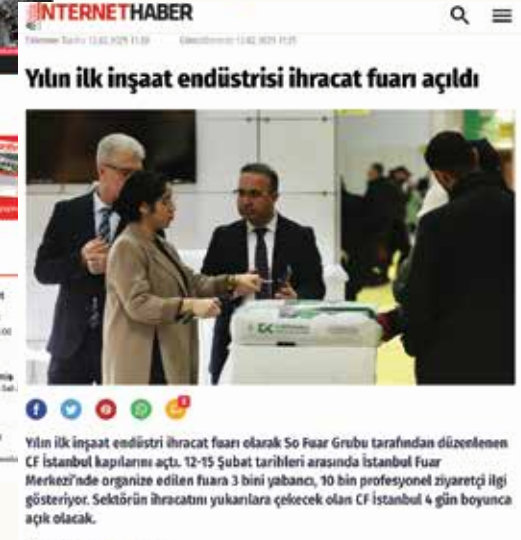 INTERNETHABER
Yılın ilk inşaat endüstrisi ihracat fuarı açıldı
Yılın ilk inşaat endüstri ihracat fuarı olarak So Fuar Grubu tarafından düzenlenen
CF İstanbul kapılarını açtı. 12-15 Şubat tarihleri arasında İstanbul Fuar
Merkezi'nde organize edilen fuara 3 bini yabancı, 10 bin profesyonel ziyaretçi ilgi
gösteriyor. Sektörün ihracatını yukarılara çekecek olan CF İstanbul 4 gün boyunca
açık olacak.